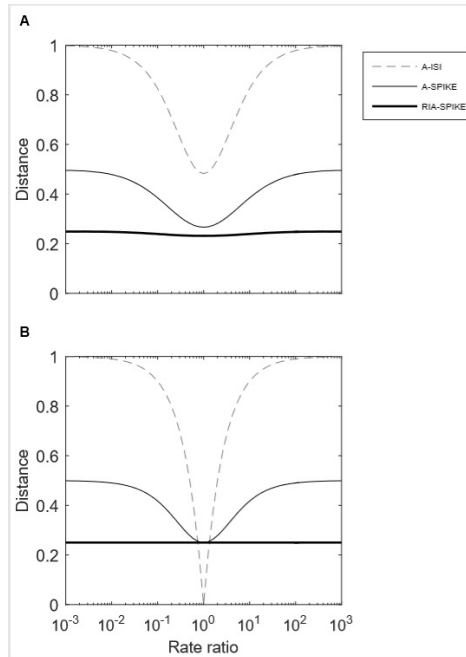 A
1
0.8
0.6
0.4
0.2
0
Distance
A-ISI
A-SPIKE
RIA-SPIKE
B
1
0.8
0.6
0.4
0.2
0
Distance
10⁻³ 10⁻² 10⁻¹ 10⁰ 10¹ 10² 10³
Rate ratio